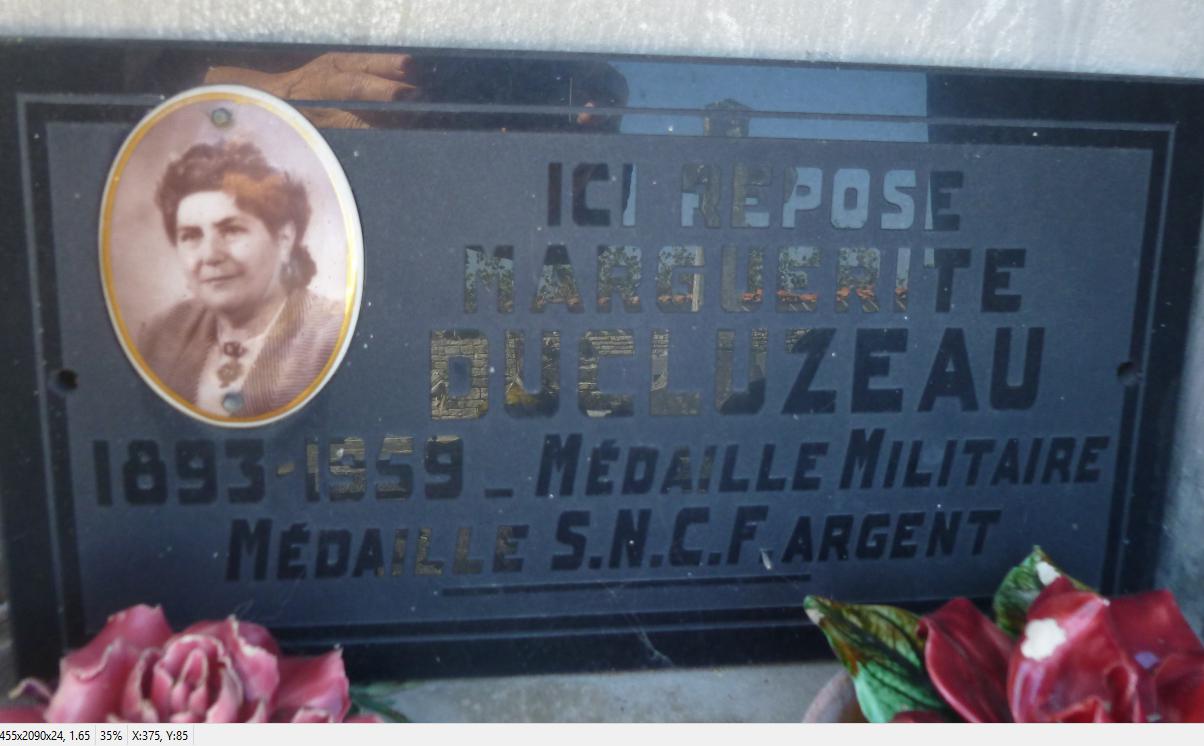 ICI REPOSE
MARGUERITE
DUCLUZEAU
1893-1959 _ MÉDAILLE MILITAIRE
MÉDAILLE S.N.C.F. ARGENT
455x2090x24, 1.65 35% X:375, Y:85